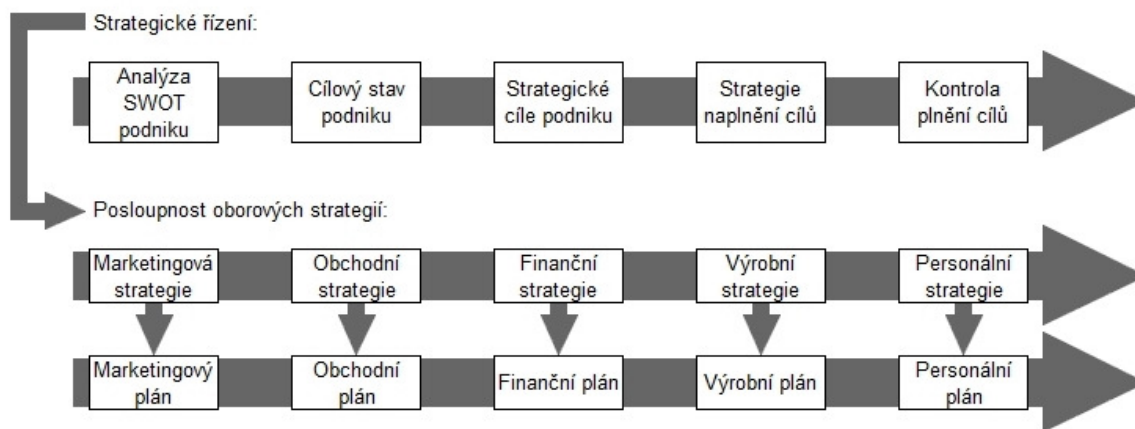 Strategické řízení:
Analýza
SWOT
podniku
Cílový stav
podniku
Strategické
cíle podniku
Strategie
naplnění cílů
Kontrola
plnění cílů
Posloupnost oborových strategií:
Marketingová
strategie
Obchodní
strategie
Finanční
strategie
Výrobní
strategie
Personální
strategie
Marketingový
plán
Obchodní
plán
Finanční plán
Výrobní plán
Personální
plán